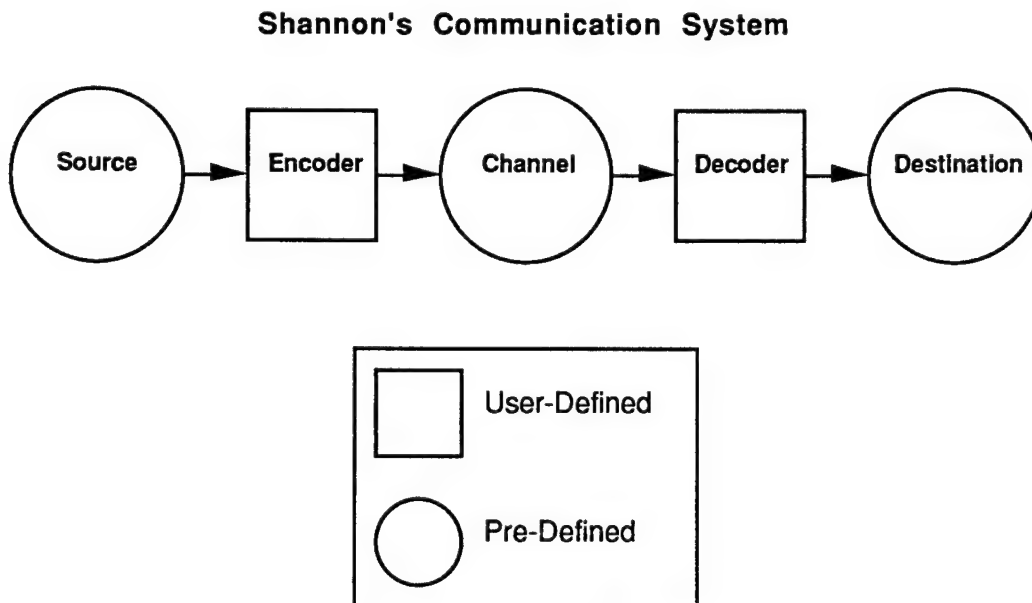 Shannon's Communication System
Source
Encoder
Channel
Decoder
Destination
User-Defined
Pre-Defined